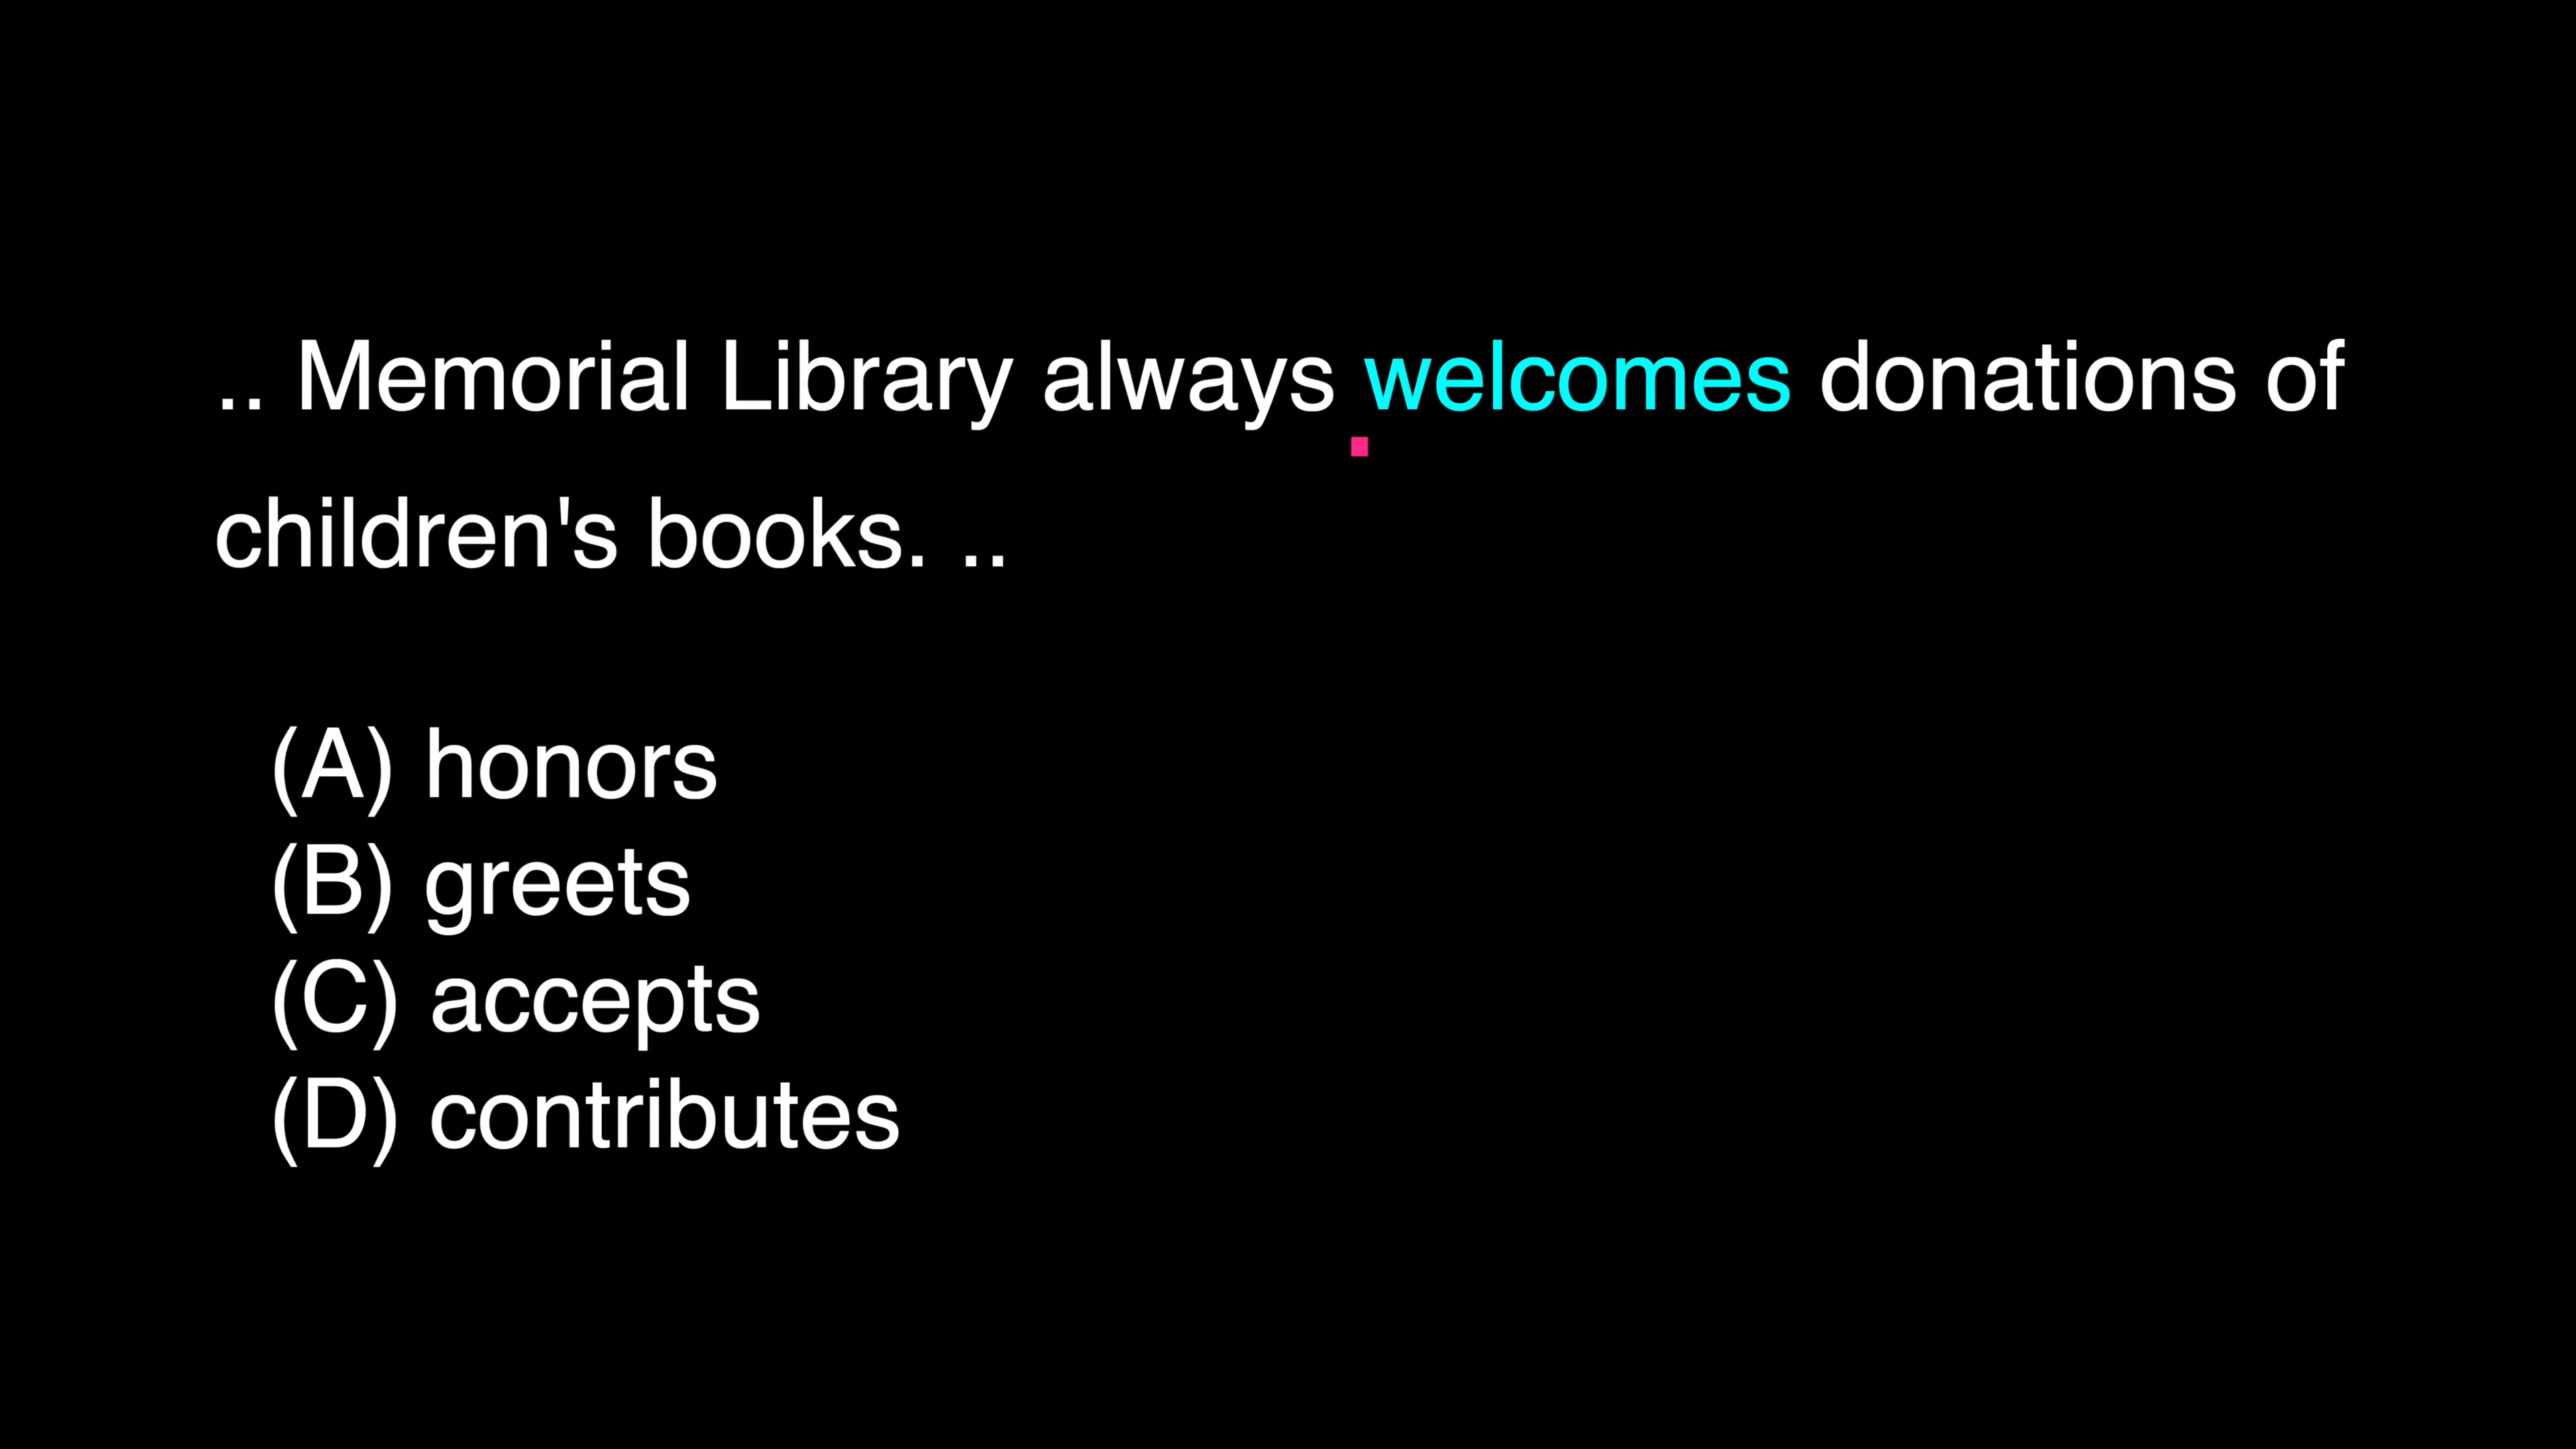 .. Memorial Library always welcomes donations of
children's books. ..
(A) honors
(B) greets
(C) accepts
(D) contributes